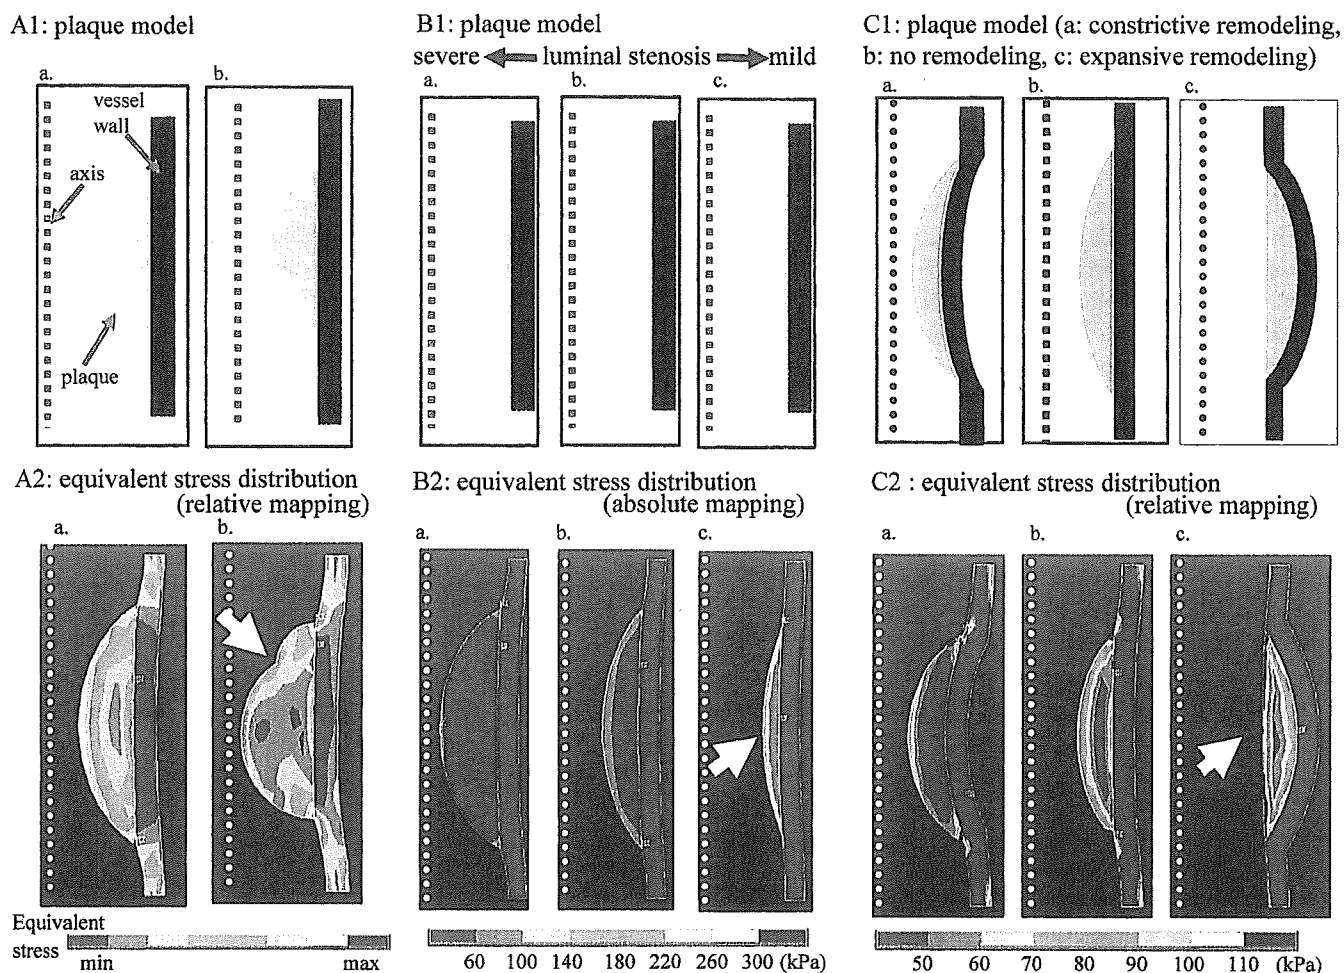 A1: plaque model
a.
b.
vessel
wall
axis
plaque
B1: plaque model
severe luminal stenosis mild
a.
b.
c.
C1: plaque model (a: constrictive remodeling,
b: no remodeling, c: expansive remodeling)
a.
b.
c.
A2: equivalent stress distribution
(relative mapping)
a.
b.
B2: equivalent stress distribution
(absolute mapping)
a.
b.
c.
C2 : equivalent stress distribution
(relative mapping)
a.
b.
c.
Equivalent
stress
min max
60 100 140 180 220 260 300 (kPa)
50 60 70 80 90 100 110 (kPa)